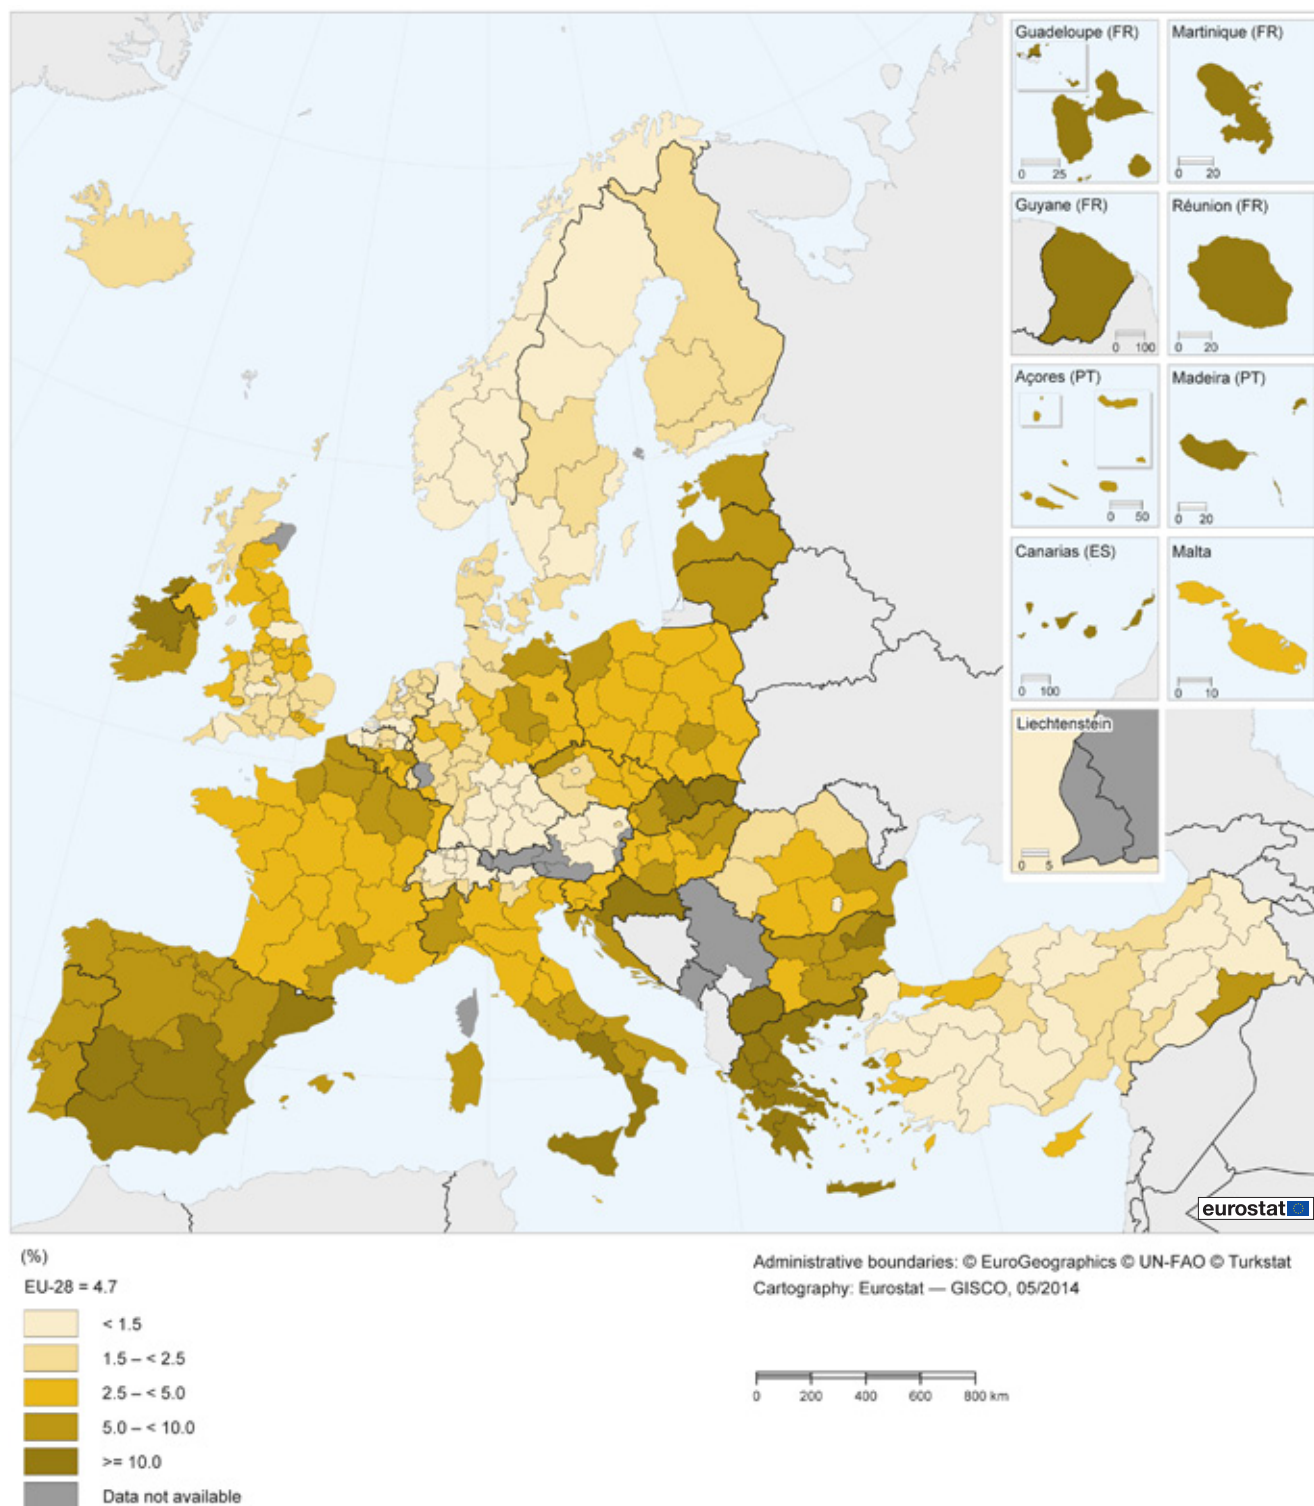 Guadeloupe (FR)
0 25
Martinique (FR)
0 20
Guyane (FR)
0 100
Réunion (FR)
0 20
Açores (PT)
0 50
Madeira (PT)
0 20
Canarias (ES)
0 100
Malta
0 10
Liechtenstein
0 5
eurostat
(%)
EU-28 = 4.7
< 1.5
1.5 – < 2.5
2.5 – < 5.0
5.0 – < 10.0
>= 10.0
Data not available
Administrative boundaries: © EuroGeographics © UN-FAO © Turkstat
Cartography: Eurostat — GISCO, 05/2014
0 200 400 600 800 km